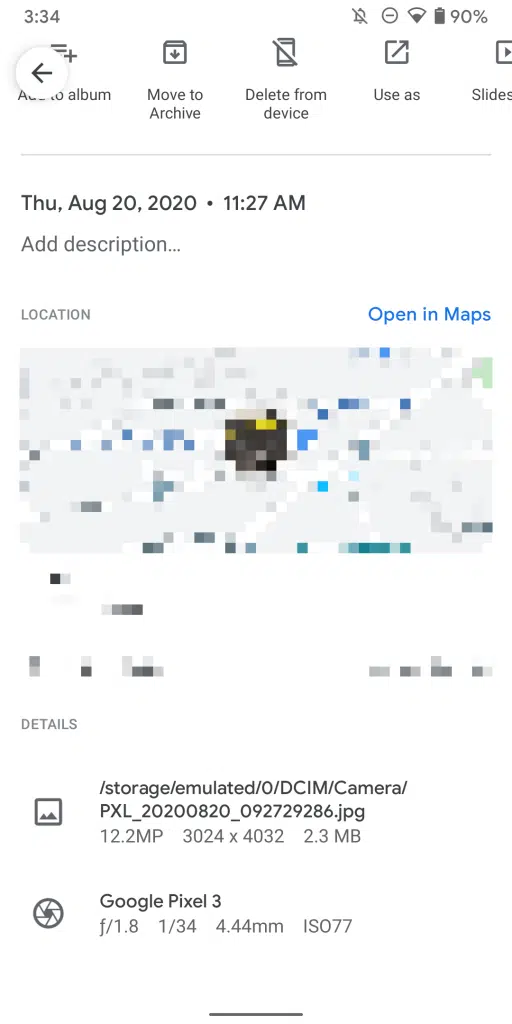 3:34
90%
Add to album
Move to
Archive
Delete from
device
Use as
Slides
Thu, Aug 20, 2020 • 11:27 AM
Add description...
LOCATION
Open in Maps
DETAILS
/storage/emulated/0/DCIM/Camera/
PXL_20200820_092729286.jpg
12.2MP 3024 x 4032 2.3 MB
Google Pixel 3
ƒ/1.8 1/34 4.44mm ISO77